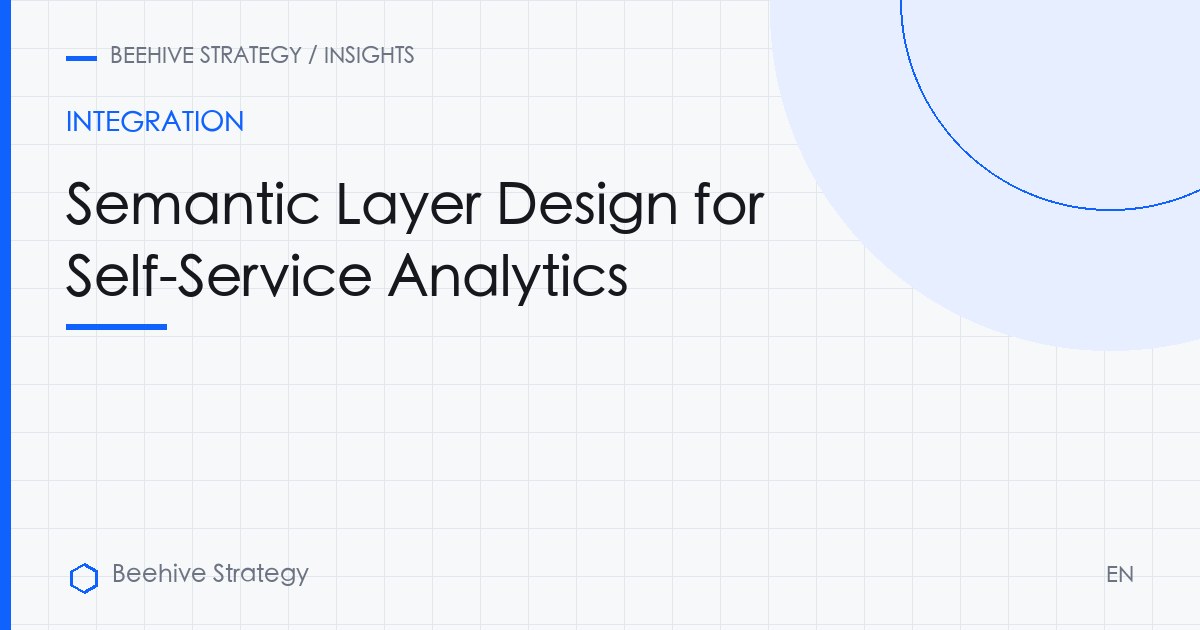 BEEHIVE STRATEGY / INSIGHTS
INTEGRATION
Semantic Layer Design for
Self-Service Analytics
Beehive Strategy
EN